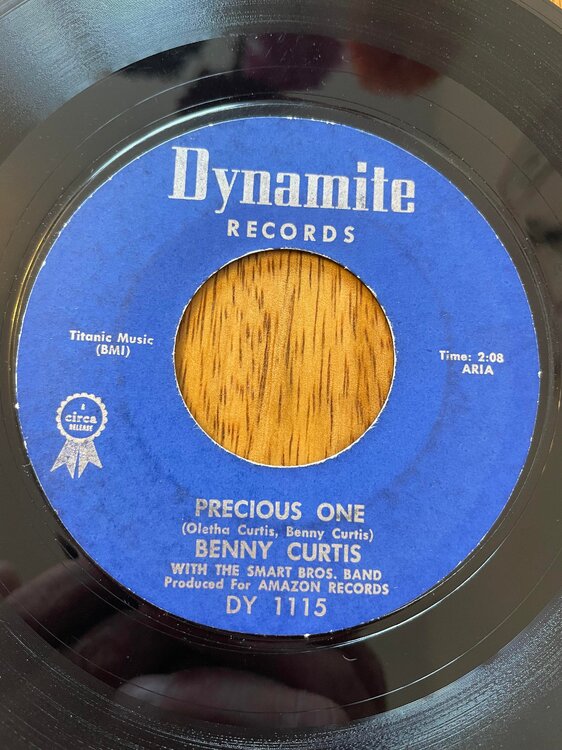 Dynamite
RECORDS
Titanic Music
(BMI)
Time: 2:08
ARIA
A
circa
RELEASE
PRECIOUS ONE
(Oletha Curtis, Benny Curtis)
BENNY CURTIS
WITH THE SMART BROS. BAND
Produced For AMAZON RECORDS
DY 1115